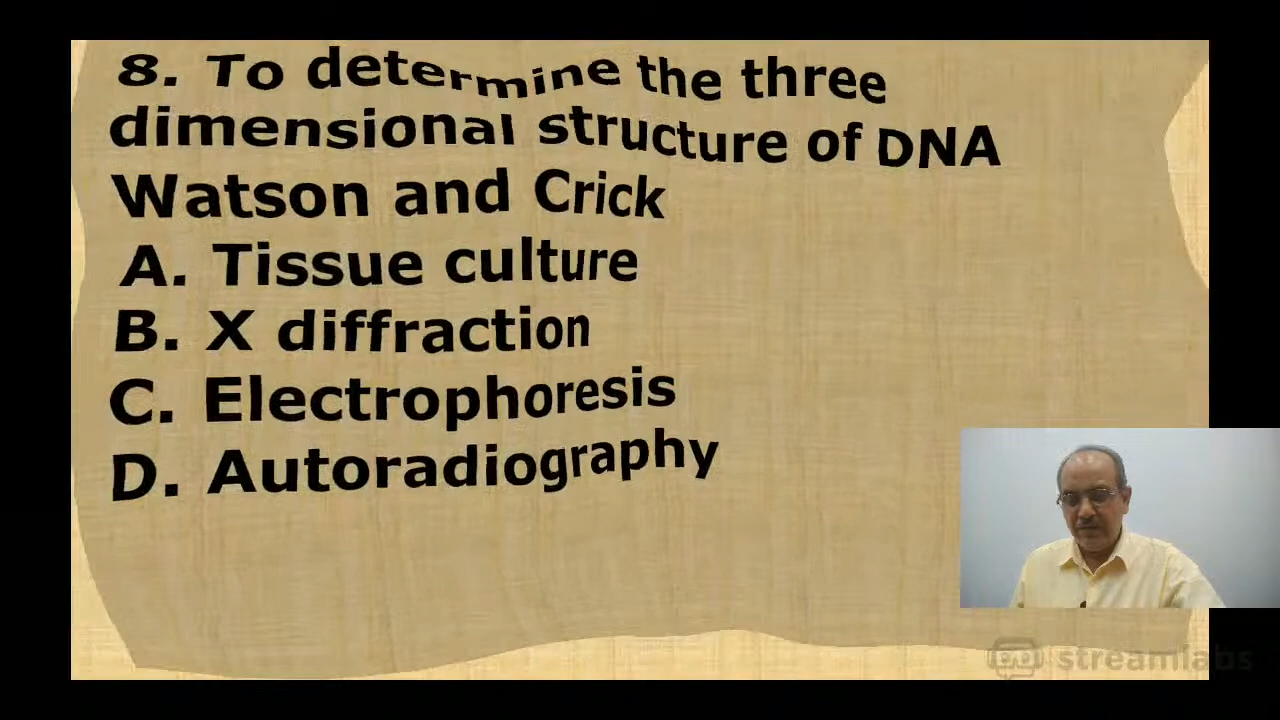 8. To determine the three
dimensional structure of DNA
Watson and Crick
A. Tissue culture
B. X diffraction
C. Electrophoresis
D. Autoradiography
streamlabs